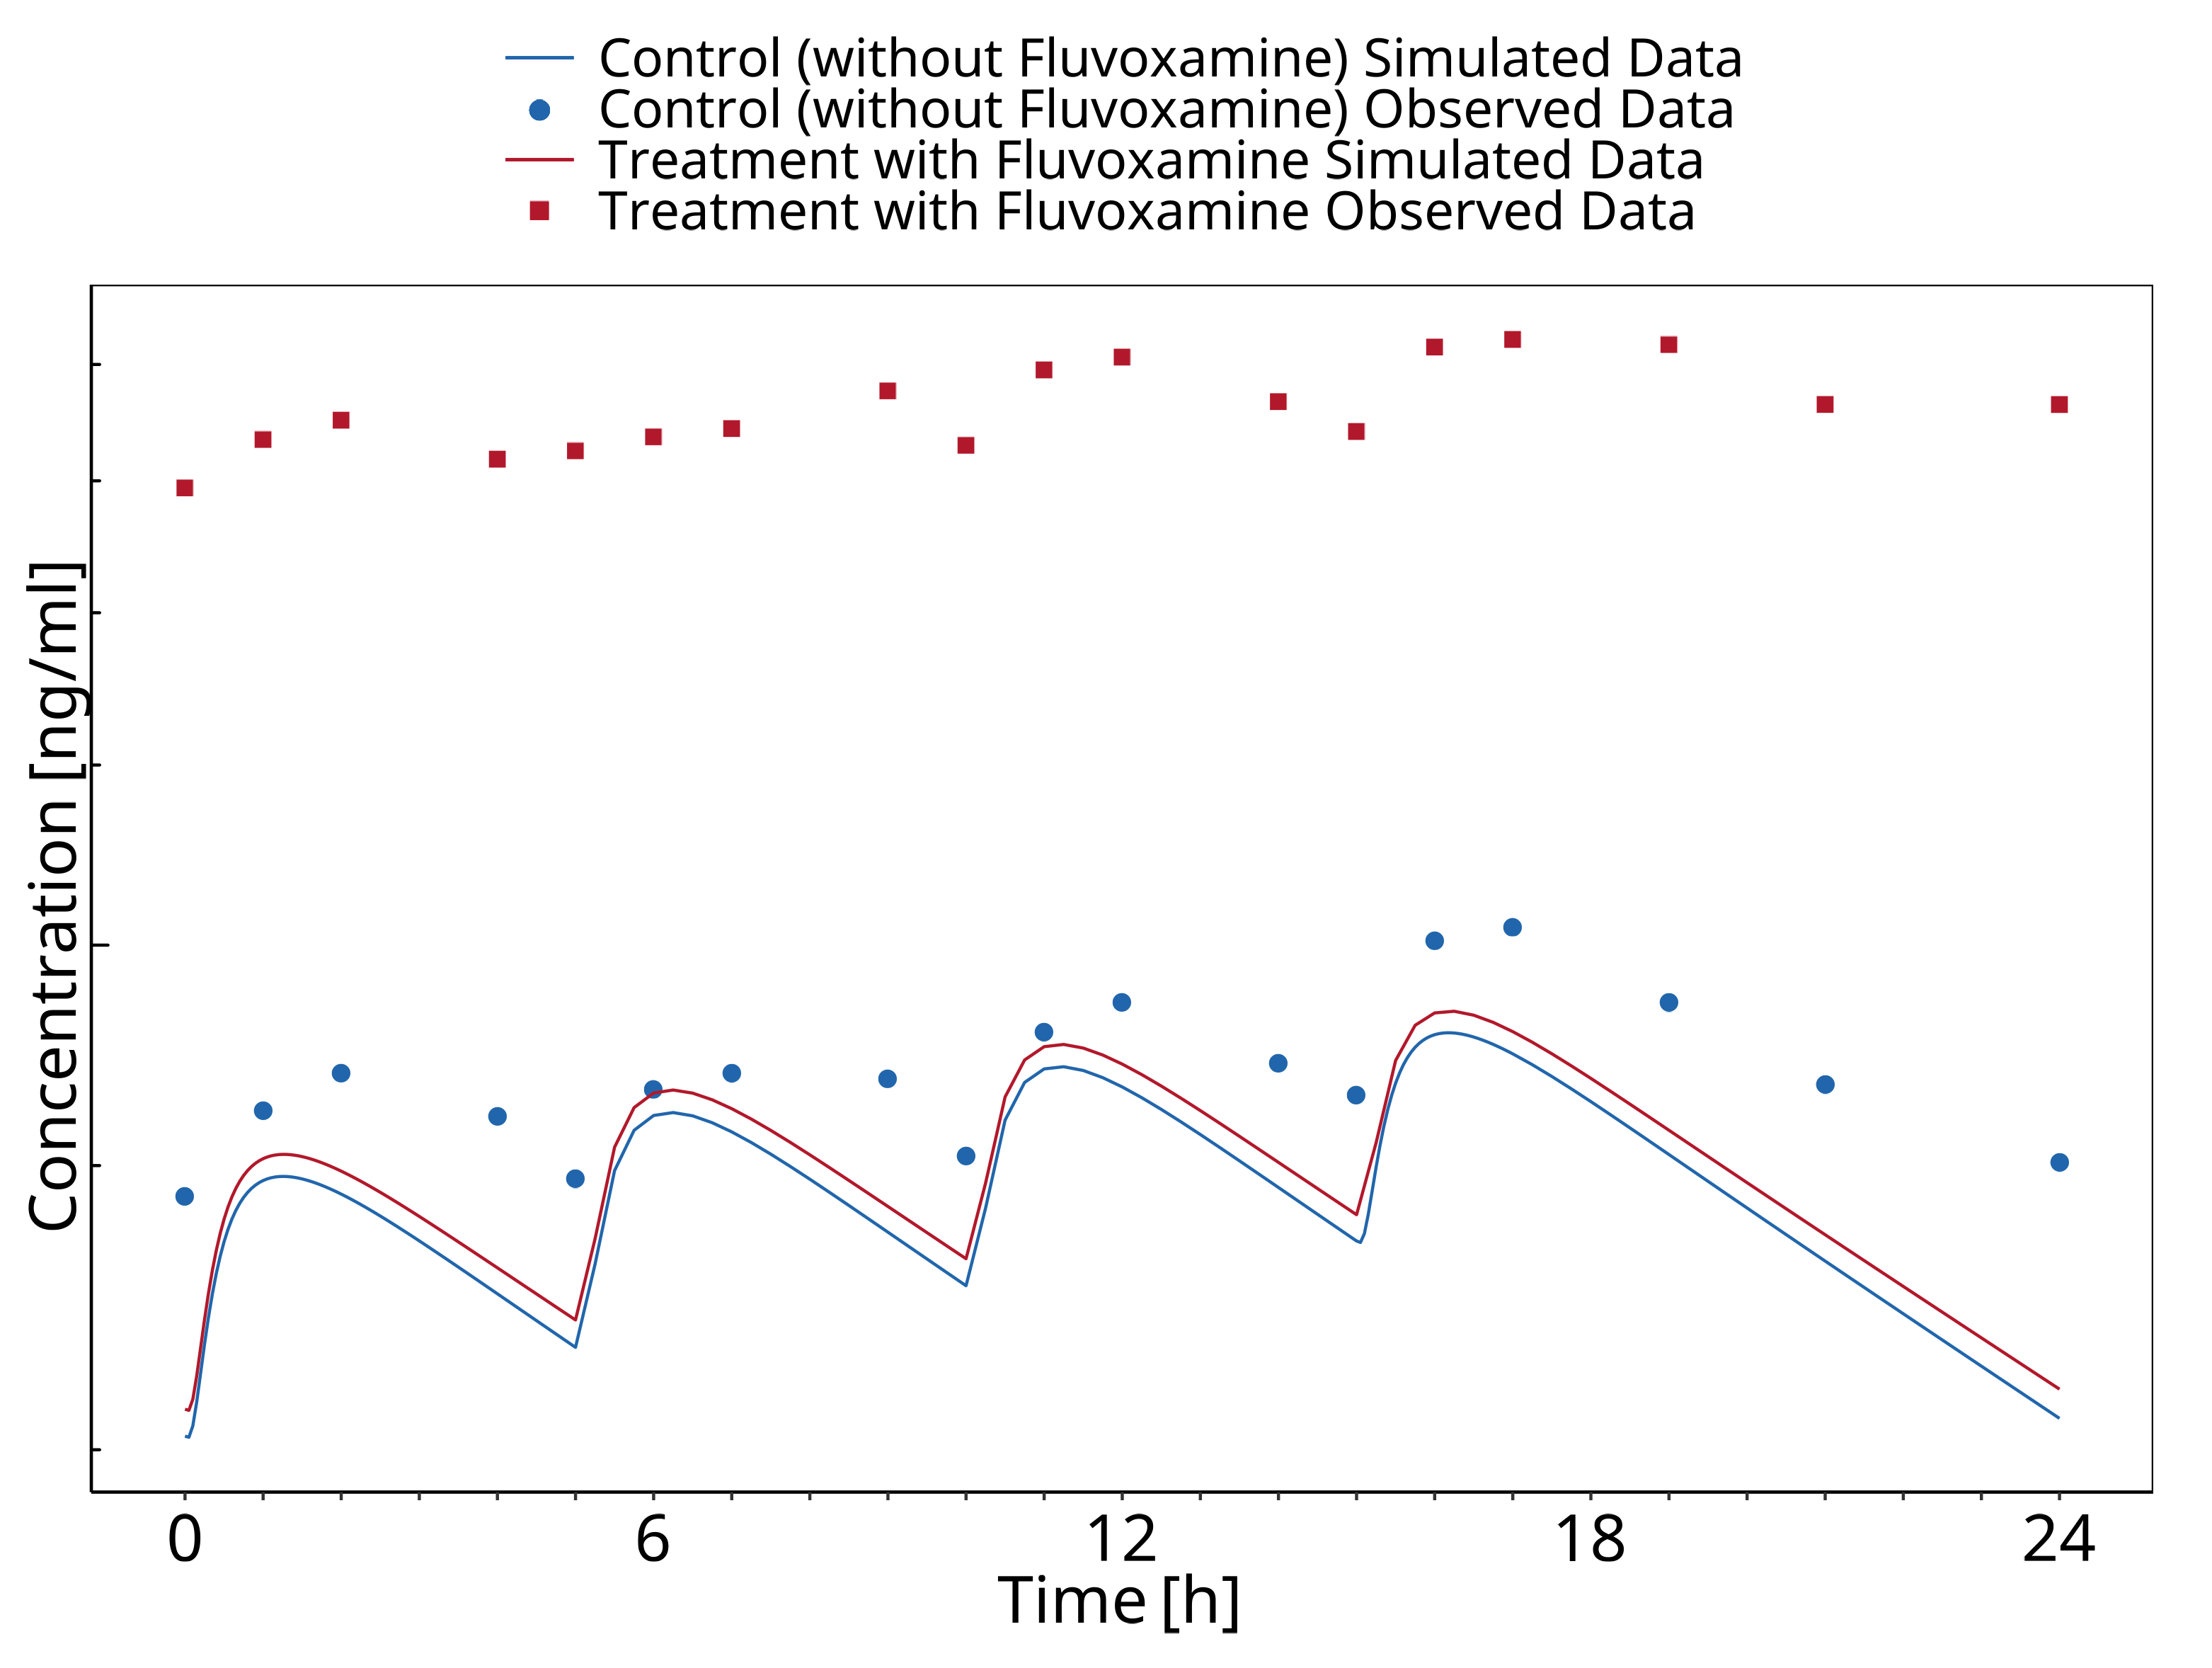 Control (without Fluvoxamine) Simulated Data
Control (without Fluvoxamine) Observed Data
Treatment with Fluvoxamine Simulated Data
Treatment with Fluvoxamine Observed Data
Concentration [ng/ml]
0 6 12 18 24
Time [h]